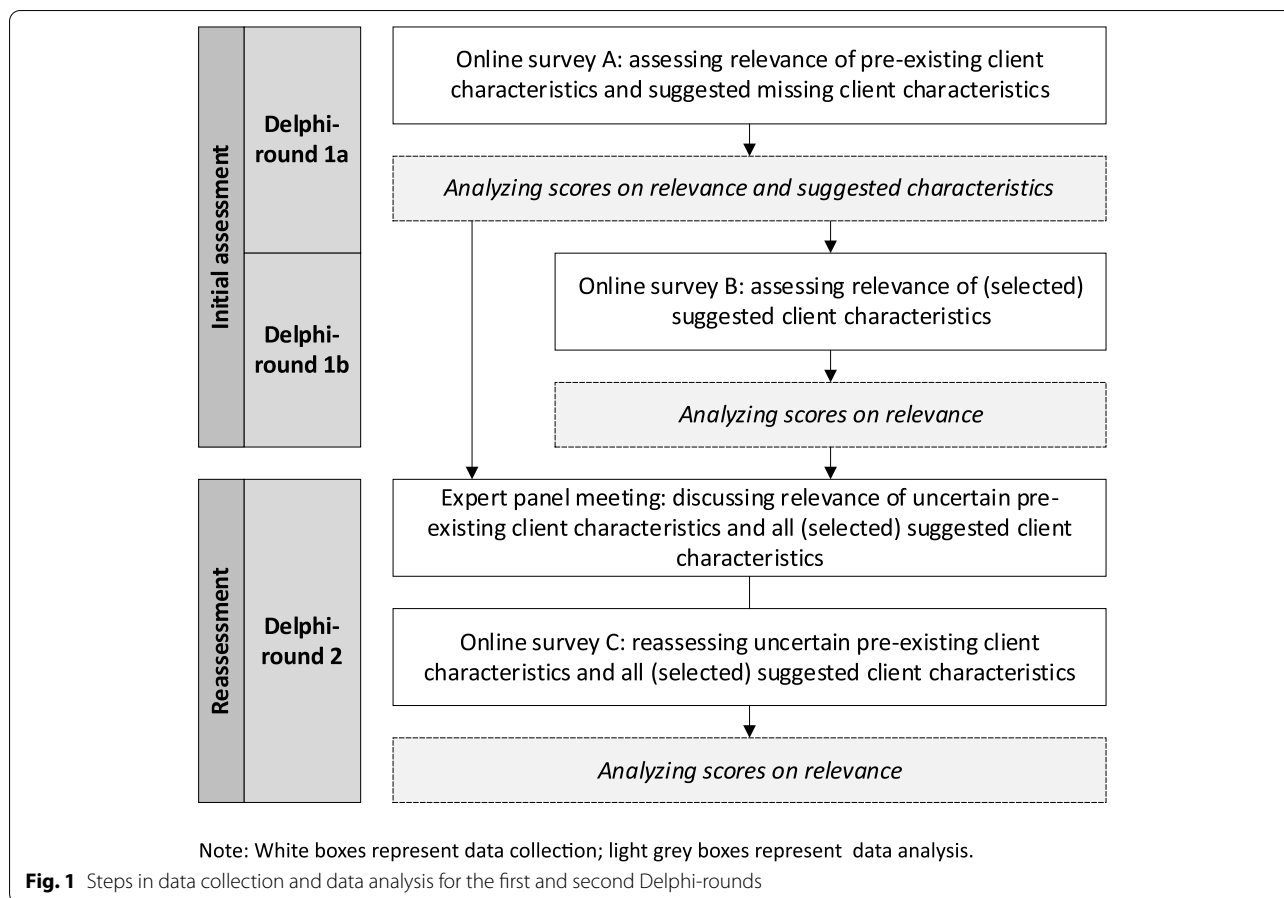 Initial assessment
Delphi-
round 1a
Online survey A: assessing relevance of pre-existing client
characteristics and suggested missing client characteristics
Analyzing scores on relevance and suggested characteristics
Delphi-
round 1b
Online survey B: assessing relevance of (selected)
suggested client characteristics
Analyzing scores on relevance
Reassessment
Delphi-
round 2
Expert panel meeting: discussing relevance of uncertain pre-
existing client characteristics and all (selected) suggested client
characteristics
Online survey C: reassessing uncertain pre-existing client
characteristics and all (selected) suggested client characteristics
Analyzing scores on relevance
Note: White boxes represent data collection; light grey boxes represent data analysis.
Fig. 1 Steps in data collection and data analysis for the first and second Delphi-rounds